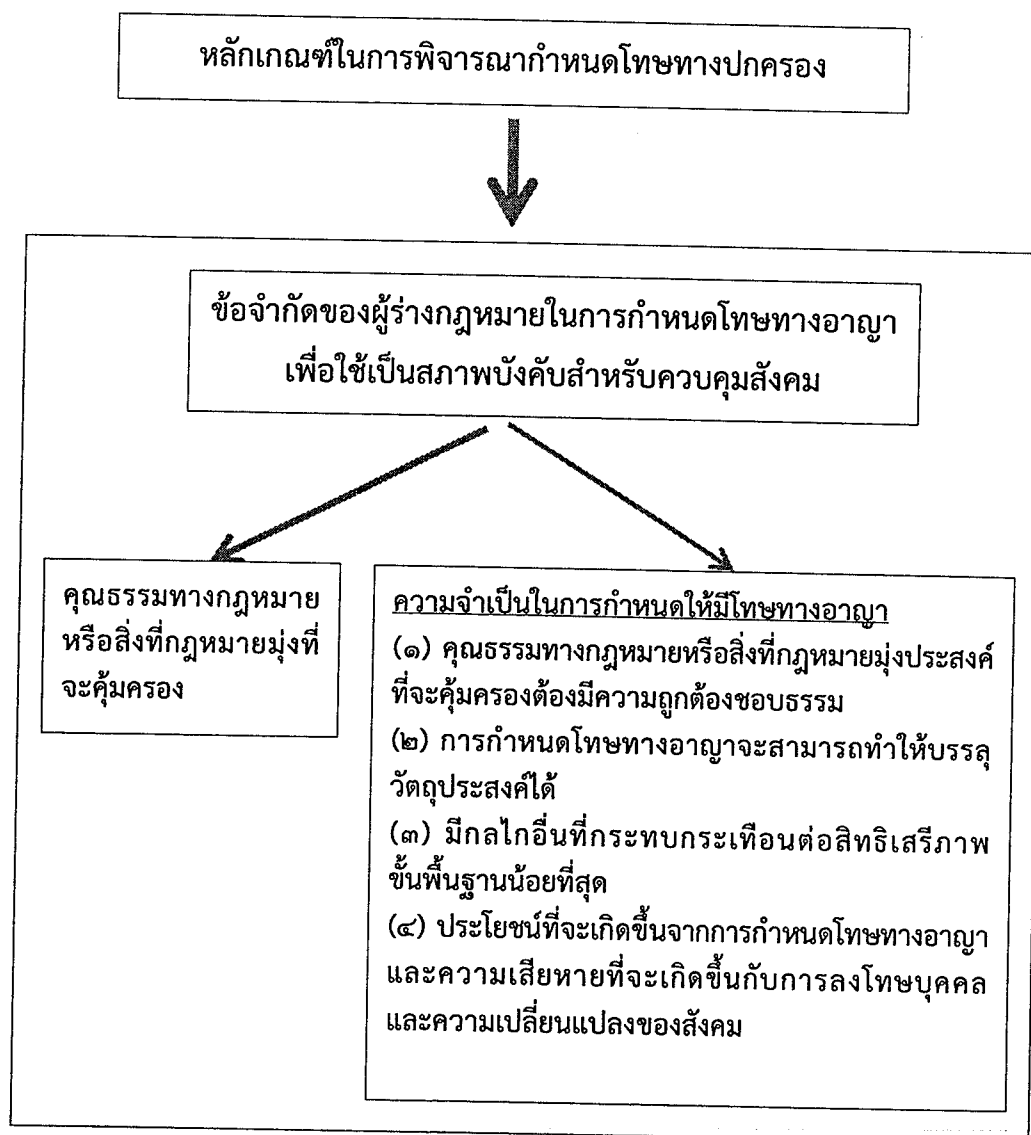 หลักเกณฑ์ในการพิจารณากำหนดโทษทางปกครอง
ข้อจำกัดของผู้ร่างกฎหมายในการกำหนดโทษทางอาญา
เพื่อใช้เป็นสภาพบังคับสำหรับควบคุมสังคม
คุณธรรมทางกฎหมาย
หรือสิ่งที่กฎหมายมุ่งที่
จะคุ้มครอง
ความจำเป็นในการกำหนดให้มีโทษทางอาญา
(๑) คุณธรรมทางกฎหมายหรือสิ่งที่กฎหมายมุ่งประสงค์
ที่จะคุ้มครองต้องมีความถูกต้องชอบธรรม
(๒) การกำหนดโทษทางอาญาจะสามารถทำให้บรรลุ
วัตถุประสงค์ได้
(๓) มีกลไกอื่นที่กระทบกระเทือนต่อสิทธิเสรีภาพ
ขั้นพื้นฐานน้อยที่สุด
(๔) ประโยชน์ที่จะเกิดขึ้นจากการกำหนดโทษทางอาญา
และความเสียหายที่จะเกิดขึ้นกับการลงโทษบุคคล
และความเปลี่ยนแปลงของสังคม